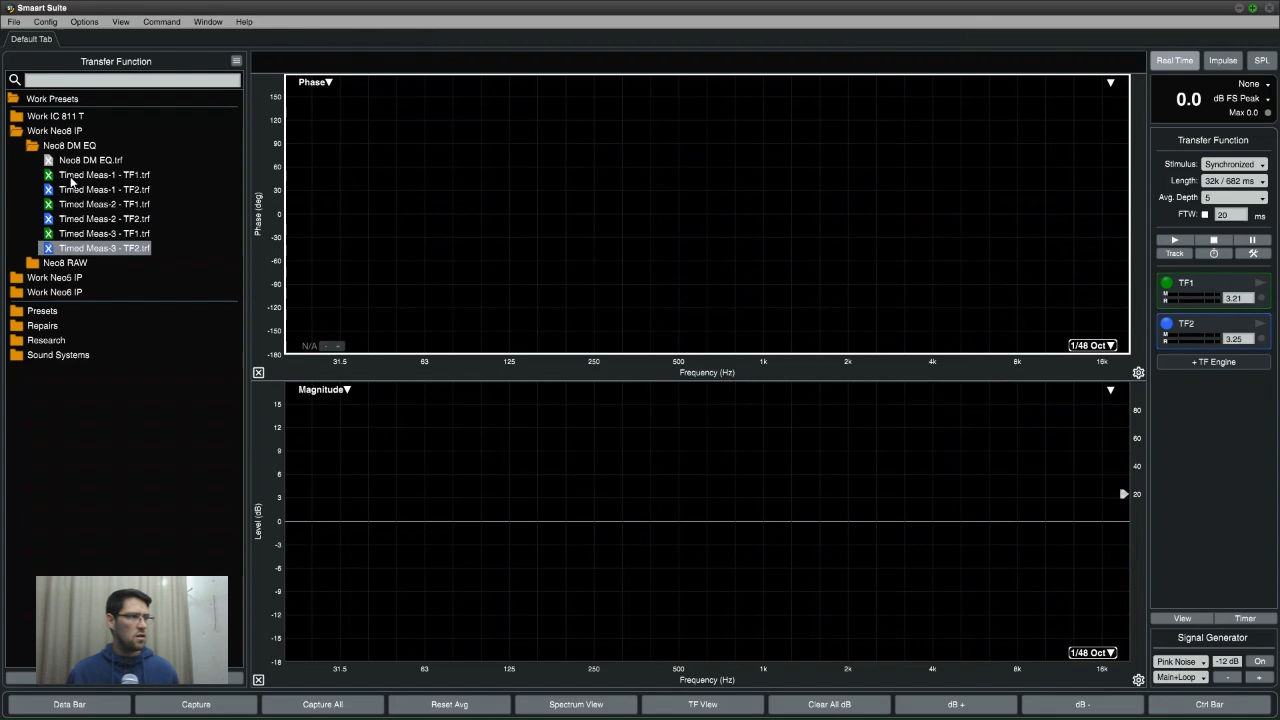 Smaart Suite
File Config Options View Command Window Help
Default Tab
Transfer Function
Work Presets
Work IC 811 T
Work Neo8 IP
Neo8 DM EQ
Neo8 DM EQ.trf
Timed Meas-1 - TF1.trf
Timed Meas-1 - TF2.trf
Timed Meas-2 - TF1.trf
Timed Meas-2 - TF2.trf
Timed Meas-3 - TF1.trf
Timed Meas-3 - TF2.trf
Neo8 RAW
Work Neo5 IP
Work Neo6 IP
Presets
Repairs
Research
Sound Systems
Phase▼
150
120
90
60
30
0
-30
-60
-90
-120
-150
-180
Phase (deg)
N/A - -
1/48 Oct▼
31.5 63 125 250 500 1k 2k 4k 8k 16k
Frequency (Hz)
Magnitude▼
15
12
9
6
3
0
-3
-6
-9
-12
-15
-18
Level (dB)
80
60
40
20
1/48 Oct▼
31.5 63 125 250 500 1k 2k 4k 8k 16k
Frequency (Hz)
Real Time Impulse SPL
None
0.0 dB FS Peak
Max 0.0
Transfer Function
Stimulus: Synchronized
Length: 32k / 682 ms
Avg. Depth 5
FTW: 20 ms
Track
TF1
M
R 3.21
TF2
M
R 3.25
+ TF Engine
View Timer
Signal Generator
Pink Noise -12 dB On
Main+Loop - +
Data Bar Capture Capture All Reset Avg Spectrum View TF View Clear All dB dB + dB - Ctrl Bar